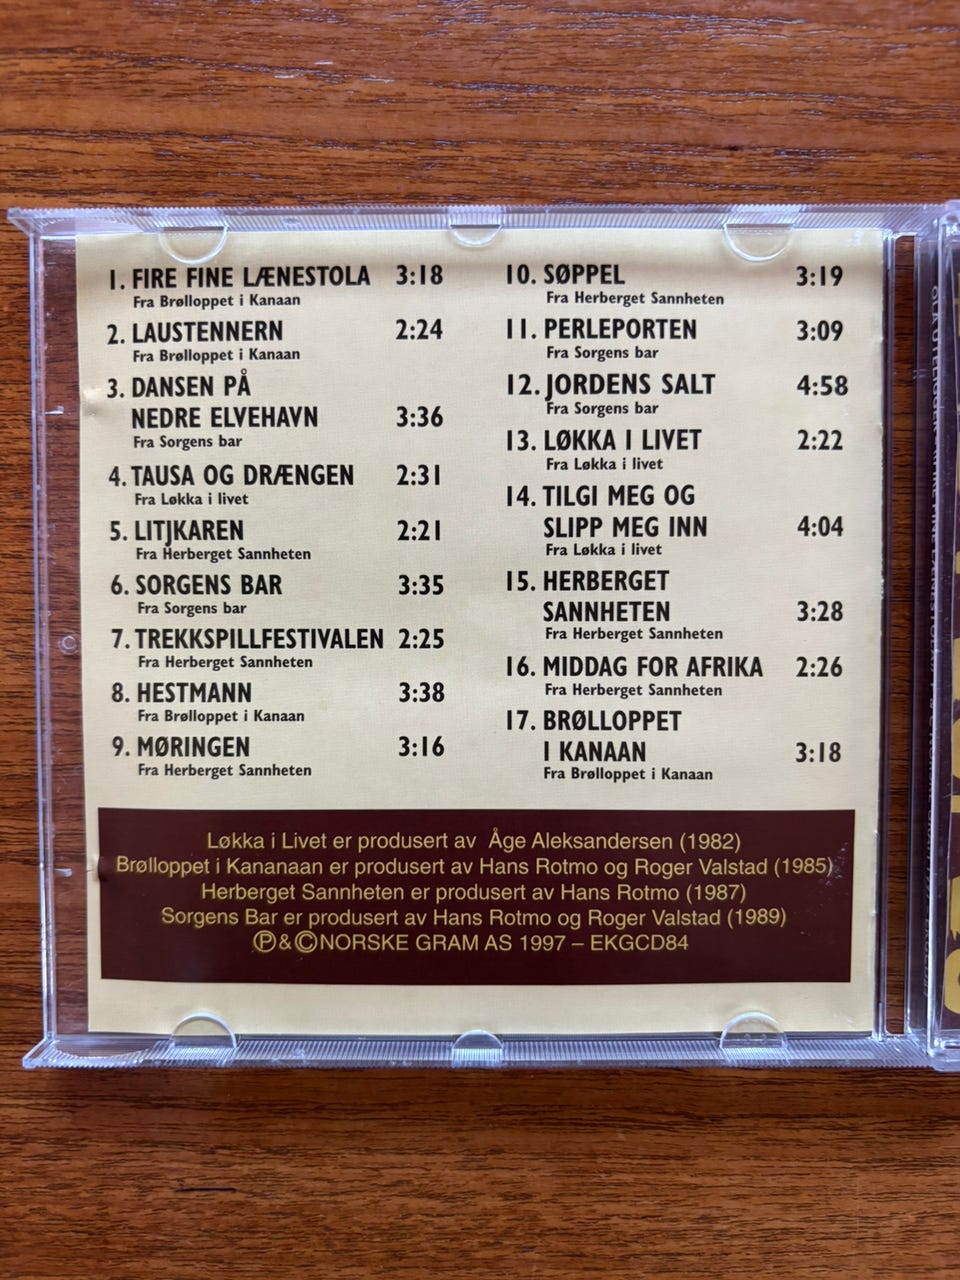 1. FIRE FINE LÆNESTOLA 3:18
Fra Brølloppet i Kanaan
2. LAUSTENNERN 2:24
Fra Brølloppet i Kanaan
3. DANSEN PÅ
NEDRE ELVEHAVN 3:36
Fra Sorgens bar
4. TAUSA OG DRÆNGEN 2:31
Fra Løkka i livet
5. LITJKAREN 2:21
Fra Herberget Sannheten
6. SORGENS BAR 3:35
Fra Sorgens bar
7. TREKKSPILLFESTIVALEN 2:25
Fra Herberget Sannheten
8. HESTMANN 3:38
Fra Brølloppet i Kanaan
9. MØRINGEN 3:16
Fra Herberget Sannheten
10. SØPPEL 3:19
Fra Herberget Sannheten
11. PERLEPORTEN 3:09
Fra Sorgens bar
12. JORDENS SALT 4:58
Fra Sorgens bar
13. LØKKA I LIVET 2:22
Fra Løkka i livet
14. TILGI MEG OG
SLIPP MEG INN 4:04
Fra Løkka i livet
15. HERBERGET
SANNHETEN 3:28
Fra Herberget Sannheten
16. MIDDAG FOR AFRIKA 2:26
Fra Herberget Sannheten
17. BRØLLOPPET
I KANAAN 3:18
Fra Brølloppet i Kanaan
Løkka i Livet er produsert av Åge Aleksandersen (1982)
Brølloppet i Kananaan er produsert av Hans Rotmo og Roger Valstad (1985)
Herberget Sannheten er produsert av Hans Rotmo (1987)
Sorgens Bar er produsert av Hans Rotmo og Roger Valstad (1989)
Ⓟ & © NORSKE GRAM AS 1997 – EKGCD84